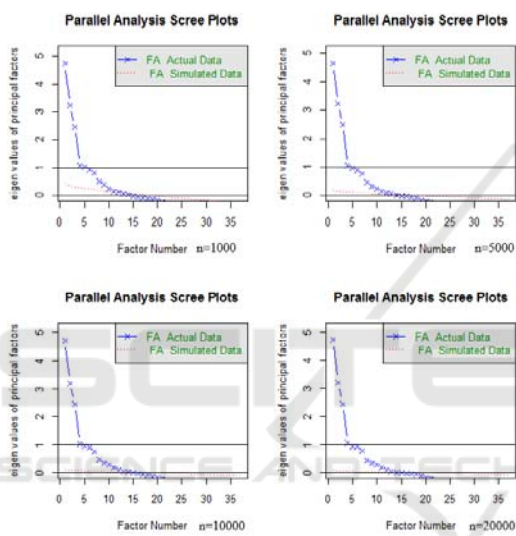 Parallel Analysis Scree Plots
eigen values of principal factors
5
4
3
2
1
0
FA Actual Data
FA Simulated Data
0 5 10 15 20 25 30 35
Factor Number n=1000
Parallel Analysis Scree Plots
eigen values of principal factors
5
4
3
2
1
0
FA Actual Data
FA Simulated Data
0 5 10 15 20 25 30 35
Factor Number n=5000
Parallel Analysis Scree Plots
eigen values of principal factors
5
4
3
2
1
0
FA Actual Data
FA Simulated Data
0 5 10 15 20 25 30 35
Factor Number n=10000
Parallel Analysis Scree Plots
eigen values of principal factors
5
4
3
2
1
0
FA Actual Data
FA Simulated Data
0 5 10 15 20 25 30 35
Factor Number n=20000